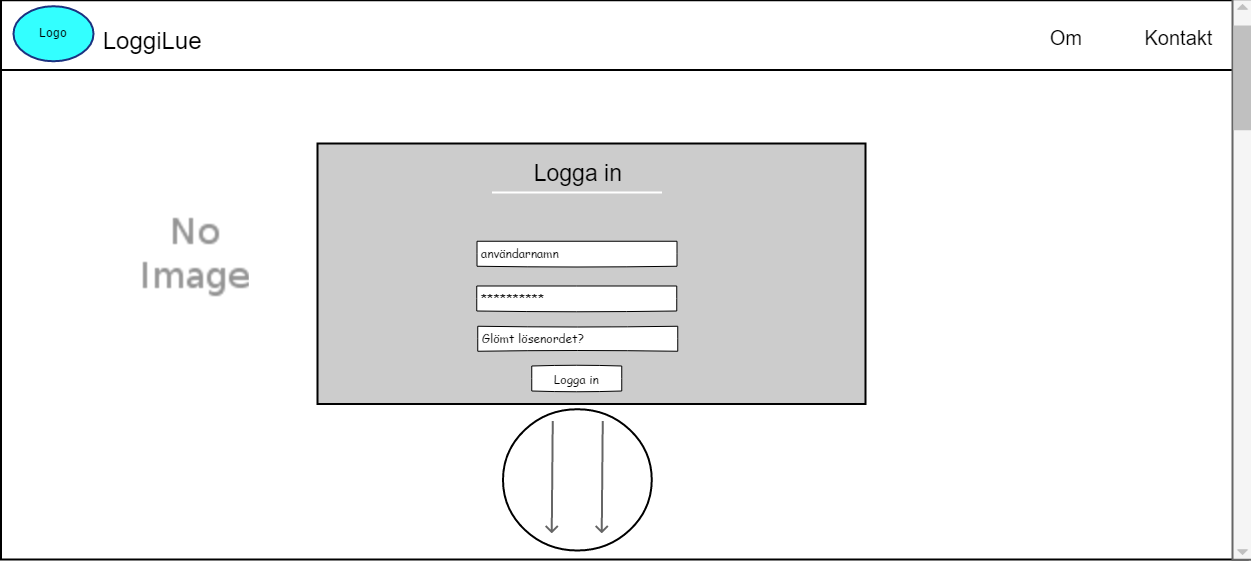 Logo
LoggiLue
Om
Kontakt
Logga in
No
Image
användarnamn
**********
Glömt lösenordet?
Logga in